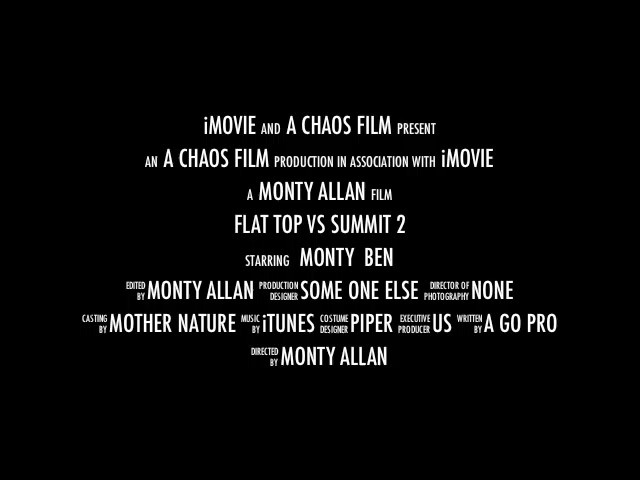 iMOVIE AND A CHAOS FILM PRESENT
AN A CHAOS FILM PRODUCTION IN ASSOCIATION WITH iMOVIE
A MONTY ALLAN FILM
FLAT TOP VS SUMMIT 2
STARRING MONTY BEN
EDITED BY MONTY ALLAN PRODUCTION DESIGNER SOME ONE ELSE DIRECTOR OF PHOTOGRAPHY NONE
CASTING BY MOTHER NATURE MUSIC BY iTUNES COSTUME DESIGNER PIPER EXECUTIVE PRODUCER US WRITTEN BY A GO PRO
DIRECTED BY MONTY ALLAN